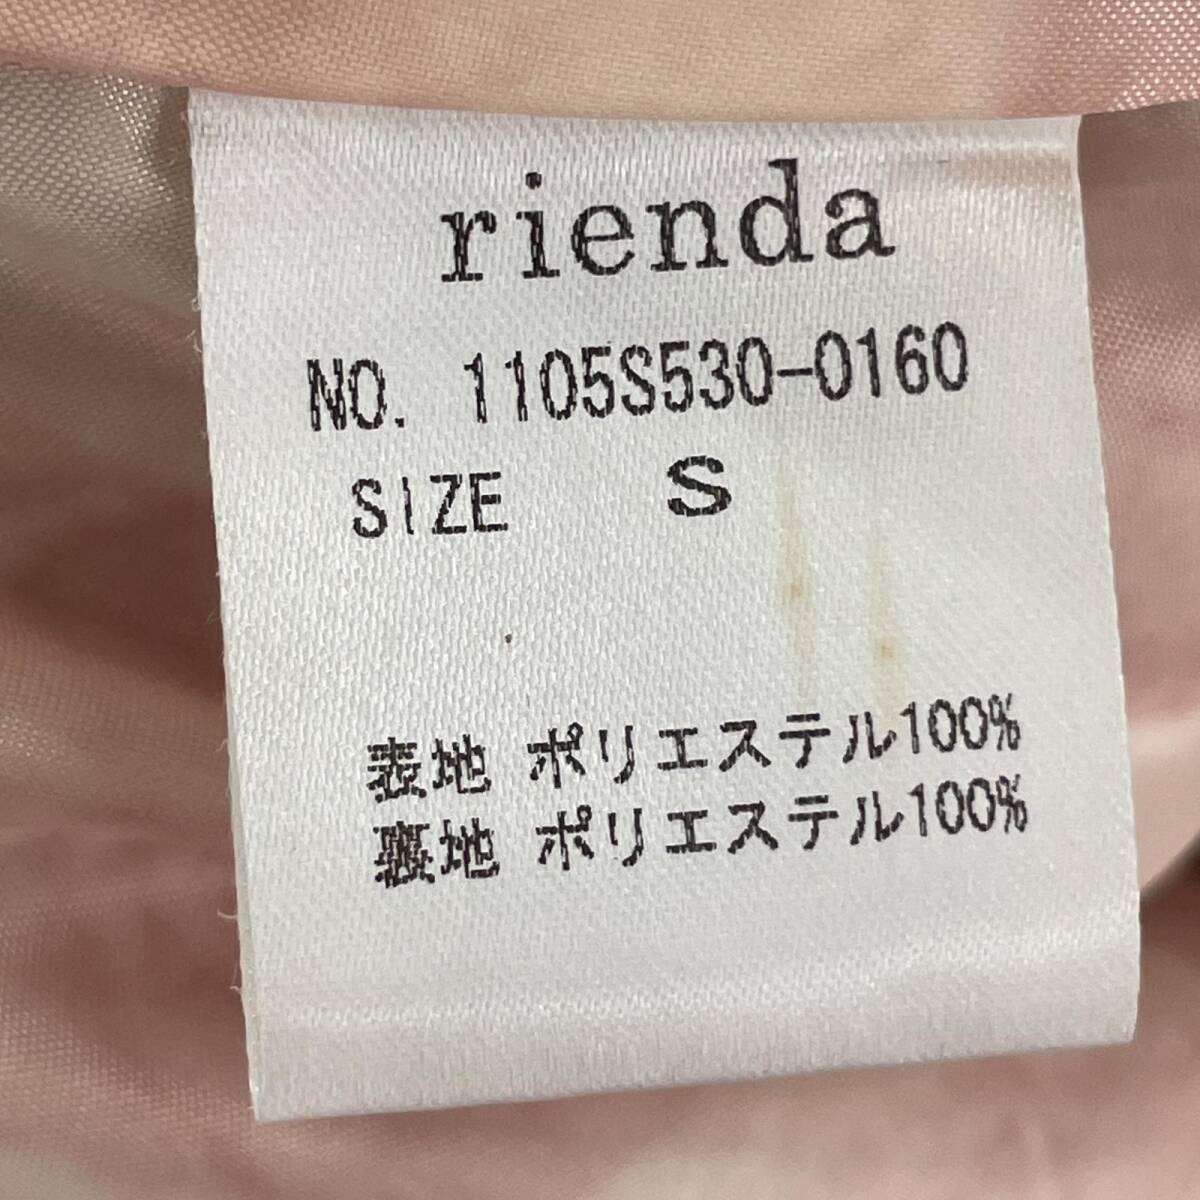 rienda
NO. 1105S530-0160
SIZE S
表地 ポリエステル100%
裏地 ポリエステル100%